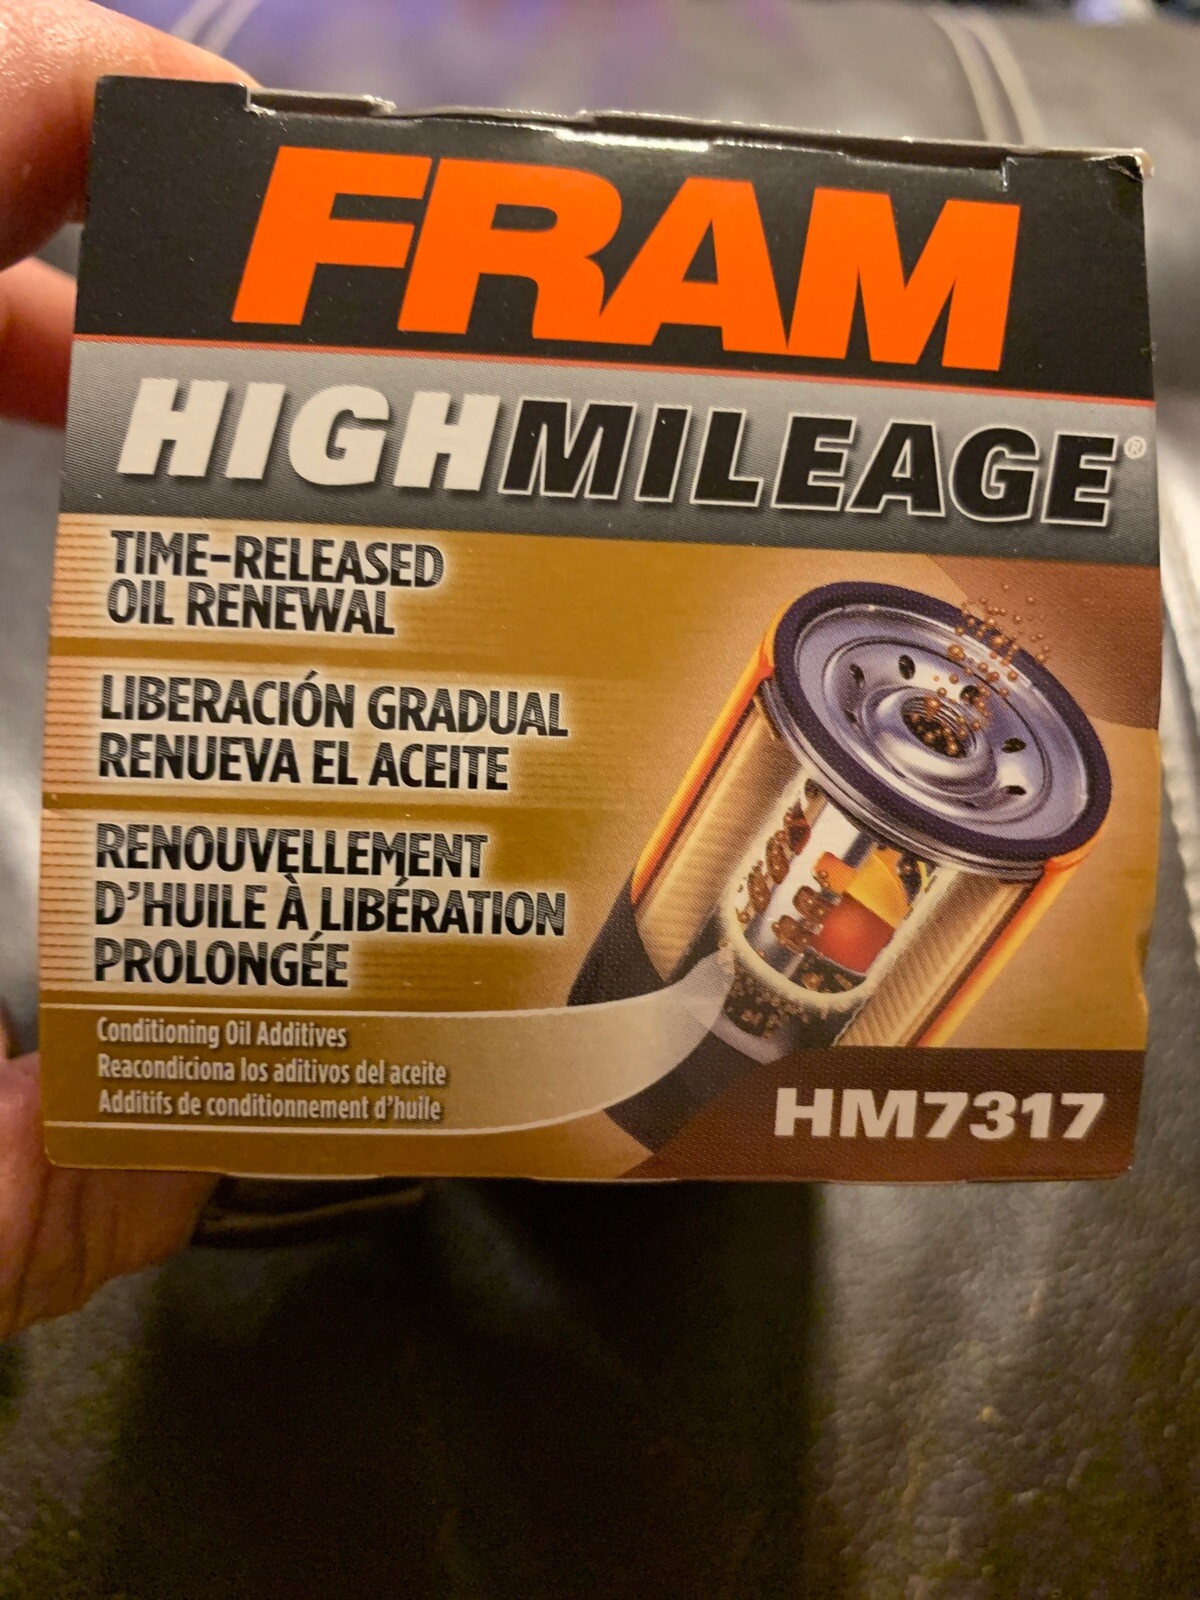 FRAM
HIGHMILEAGE®
TIME-RELEASED
OIL RENEWAL
LIBERACIÓN GRADUAL
RENUEVA EL ACEITE
RENOUVELLEMENT
D'HUILE À LIBÉRATION
PROLONGÉE
Conditioning Oil Additives
Reacondiciona los aditivos del aceite
Additifs de conditionnement d'huile
HM7317